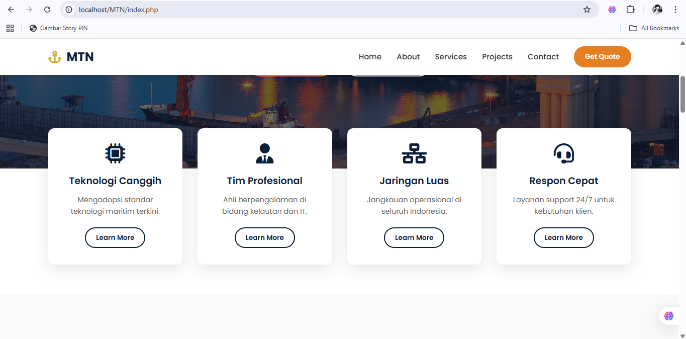 localhost/MTN/index.php
Gambar Story PIN
All Bookmarks
MTN
Home About Services Projects Contact Get Quote
Teknologi Canggih
Mengadopsi standar
teknologi maritim terkini.
Learn More
Tim Profesional
Ahli berpengalaman di
bidang kelautan dan IT.
Learn More
Jaringan Luas
Jangkauan operasional di
seluruh Indonesia.
Learn More
Respon Cepat
Layanan support 24/7 untuk
kebutuhan klien.
Learn More